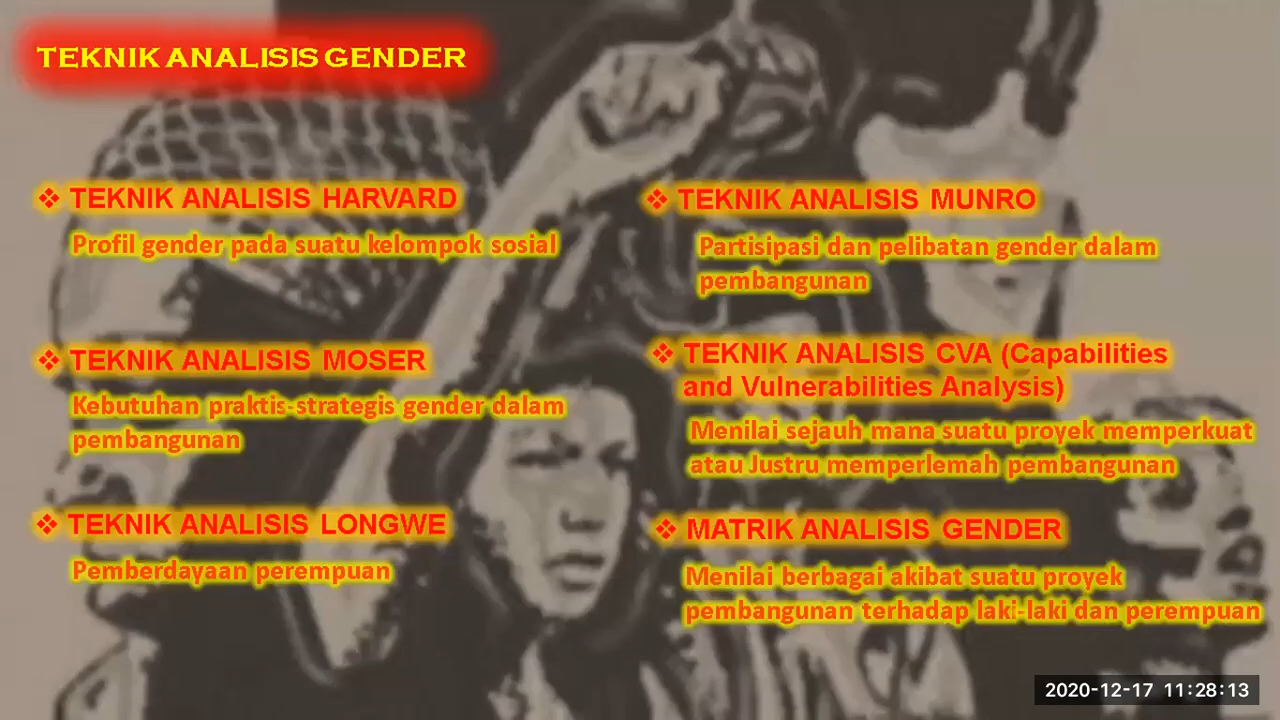 TEKNIK ANALISIS GENDER
❖ TEKNIK ANALISIS HARVARD
Profil gender pada suatu kelompok sosial
❖ TEKNIK ANALISIS MOSER
Kebutuhan praktis-strategis gender dalam
pembangunan
❖ TEKNIK ANALISIS LONGWE
Pemberdayaan perempuan
❖ TEKNIK ANALISIS MUNRO
Partisipasi dan pelibatan gender dalam
pembangunan
❖ TEKNIK ANALISIS CVA (Capabilities
and Vulnerabilities Analysis)
Menilai sejauh mana suatu proyek memperkuat
atau Justru memperlemah pembangunan
❖ MATRIK ANALISIS GENDER
Menilai berbagai akibat suatu proyek
pembangunan terhadap laki-laki dan perempuan
2020-12-17 11:28:13